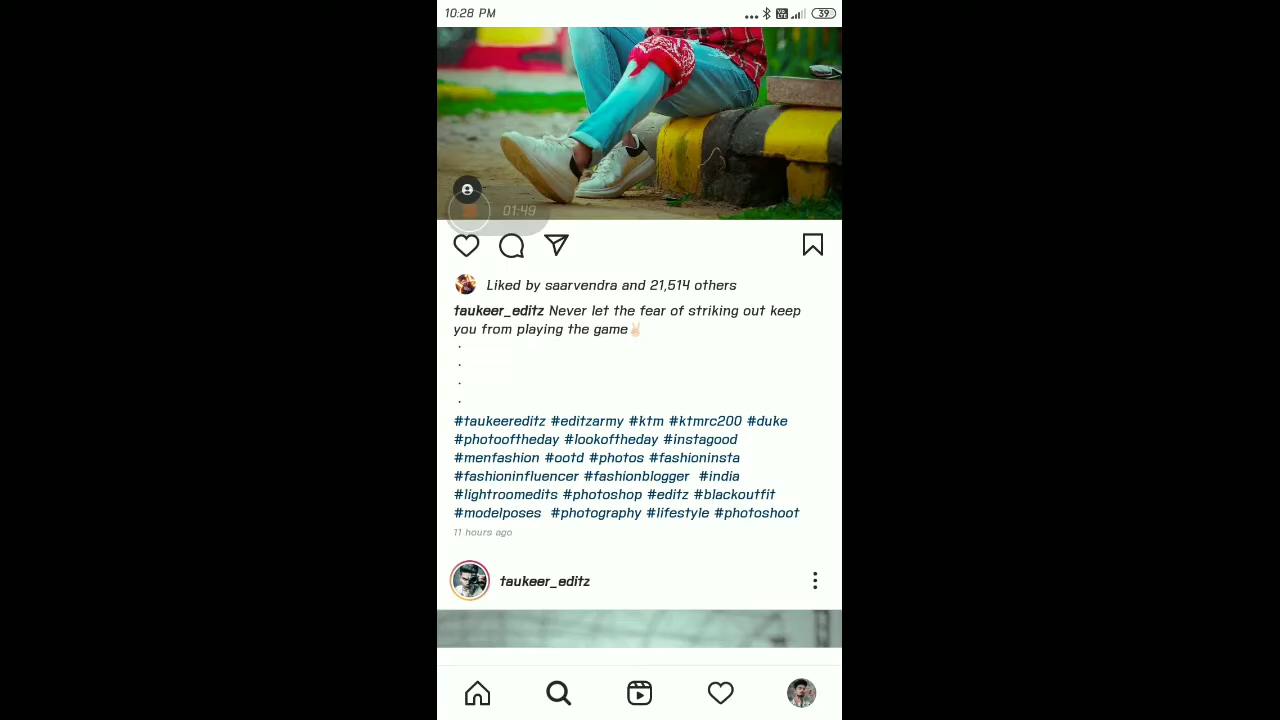 10:28 PM
Vo LTE
39
01:49
Liked by saarvendra and 21,514 others
taukeer_editz Never let the fear of striking out keep
you from playing the game✌🏻
.
.
.
.
#taukeereditz #editzarmy #ktm #ktmrc200 #duke
#photooftheday #lookoftheday #instagood
#menfashion #ootd #photos #fashioninsta
#fashioninfluencer #fashionblogger #india
#lightroomedits #photoshop #editz #blackoutfit
#modelposes #photography #lifestyle #photoshoot
11 hours ago
taukeer_editz